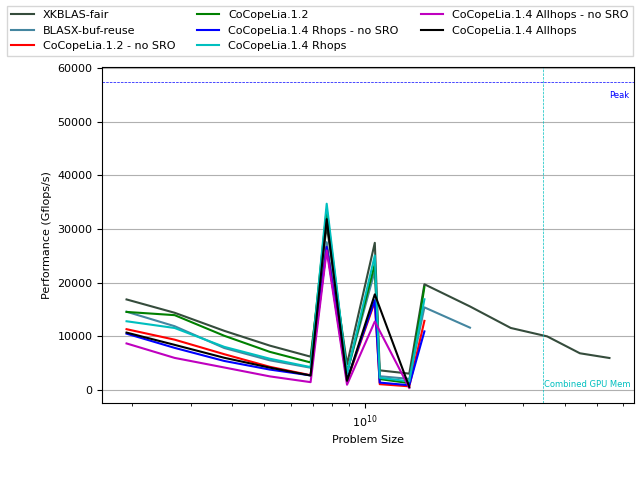 XKBLAS-fair
BLASX-buf-reuse
CoCopeLia.1.2 - no SRO
CoCopeLia.1.2
CoCopeLia.1.4 Rhops - no SRO
CoCopeLia.1.4 Rhops
CoCopeLia.1.4 Allhops - no SRO
CoCopeLia.1.4 Allhops
Performance (Gflops/s)
60000
50000
40000
30000
20000
10000
0
Peak
Combined GPU Mem
10^10
Problem Size